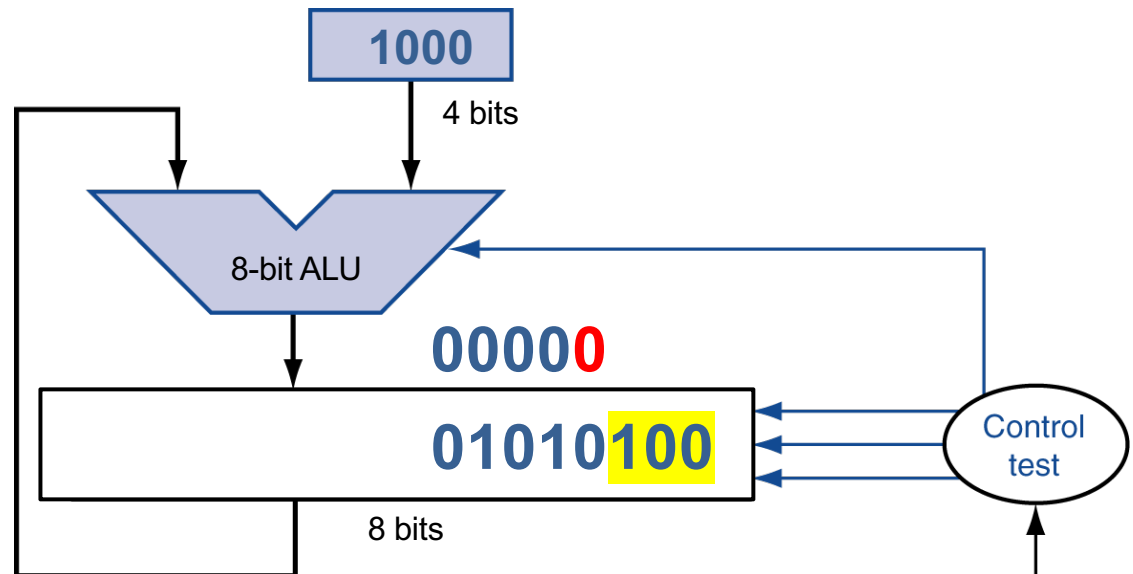 1000
4 bits
8-bit ALU
00000
01010100
Control
test
8 bits